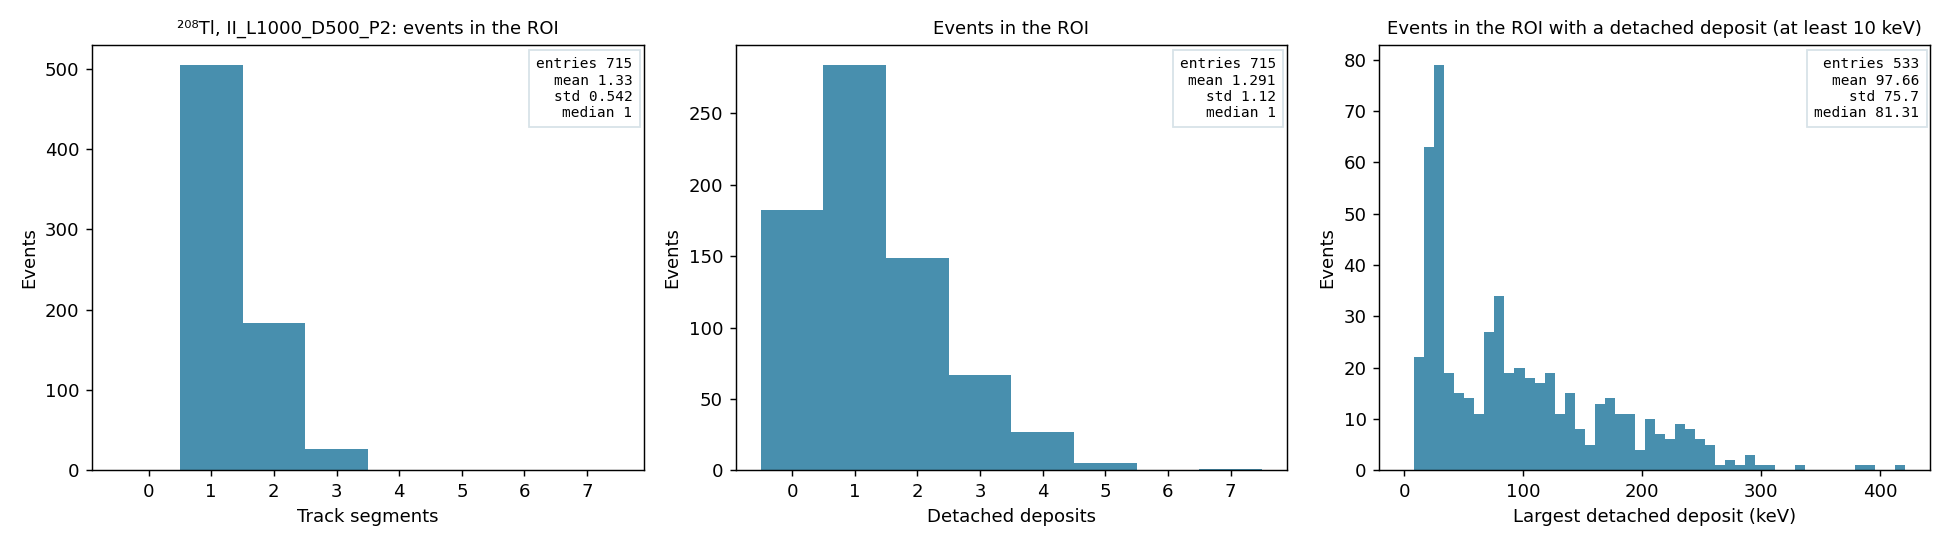 ²⁰⁸Tl, II_L1000_D500_P2: events in the ROI
entries 715
mean 1.33
std 0.542
median 1
500
400
300
200
100
0
Events
0 1 2 3 4 5 6 7
Track segments
Events in the ROI
entries 715
mean 1.291
std 1.12
median 1
250
200
150
100
50
0
Events
0 1 2 3 4 5 6 7
Detached deposits
Events in the ROI with a detached deposit (at least 10 keV)
entries 533
mean 97.66
std 75.7
median 81.31
80
70
60
50
40
30
20
10
0
Events
0 100 200 300 400
Largest detached deposit (keV)